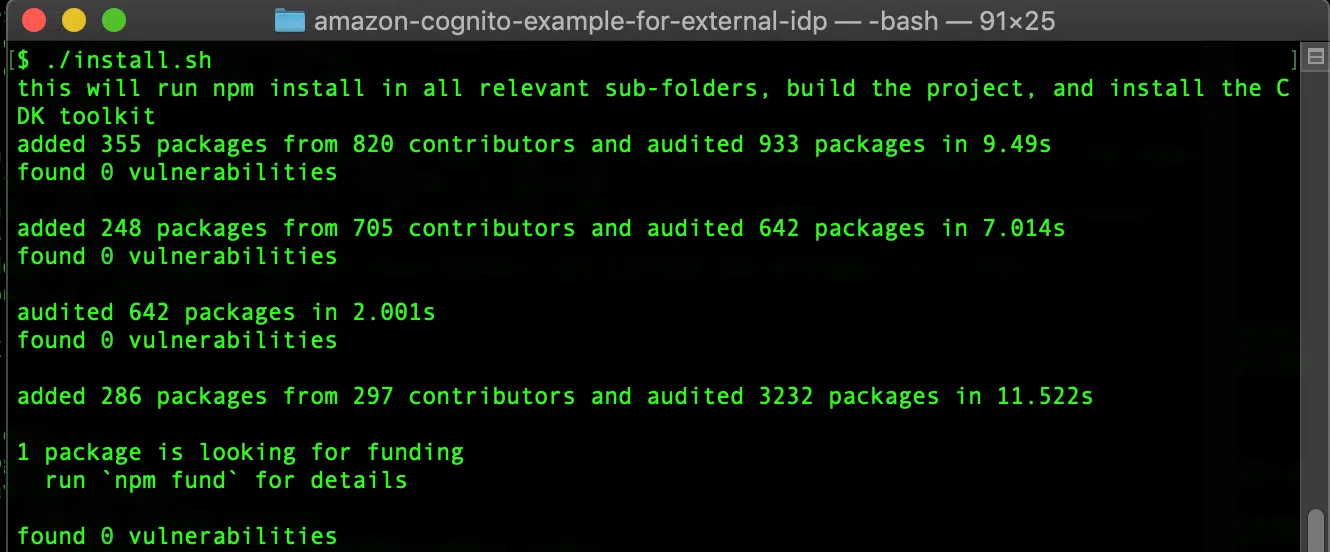 amazon-cognito-example-for-external-idp — -bash — 91×25
[$ ./install.sh ]
this will run npm install in all relevant sub-folders, build the project, and install the C
DK toolkit
added 355 packages from 820 contributors and audited 933 packages in 9.49s
found 0 vulnerabilities
added 248 packages from 705 contributors and audited 642 packages in 7.014s
found 0 vulnerabilities
audited 642 packages in 2.001s
found 0 vulnerabilities
added 286 packages from 297 contributors and audited 3232 packages in 11.522s
1 package is looking for funding
run `npm fund` for details
found 0 vulnerabilities